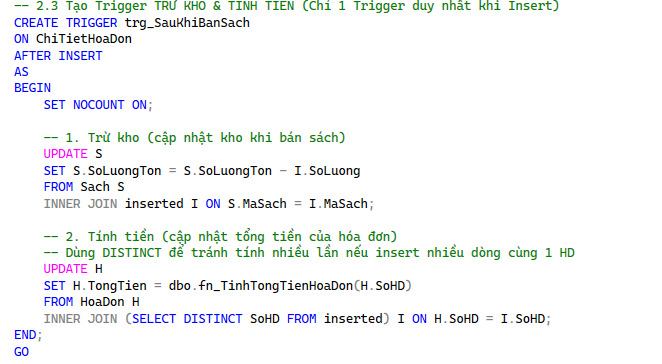 -- 2.3 Tạo Trigger TRỪ KHO & TÍNH TIỀN (Chỉ 1 Trigger duy nhất khi Insert)
CREATE TRIGGER trg_SauKhiBanSach
ON ChiTietHoaDon
AFTER INSERT
AS
BEGIN
    SET NOCOUNT ON;
    -- 1. Trừ kho (cập nhật kho khi bán sách)
    UPDATE S
    SET S.SoLuongTon = S.SoLuongTon - I.SoLuong
    FROM Sach S
    INNER JOIN inserted I ON S.MaSach = I.MaSach;
    -- 2. Tính tiền (cập nhật tổng tiền của hóa đơn)
    -- Dùng DISTINCT để tránh tính nhiều lần nếu insert nhiều dòng cùng 1 HD
    UPDATE H
    SET H.TongTien = dbo.fn_TinhTongTienHoaDon(H.SoHD)
    FROM HoaDon H
    INNER JOIN (SELECT DISTINCT SoHD FROM inserted) I ON H.SoHD = I.SoHD;
END;
GO